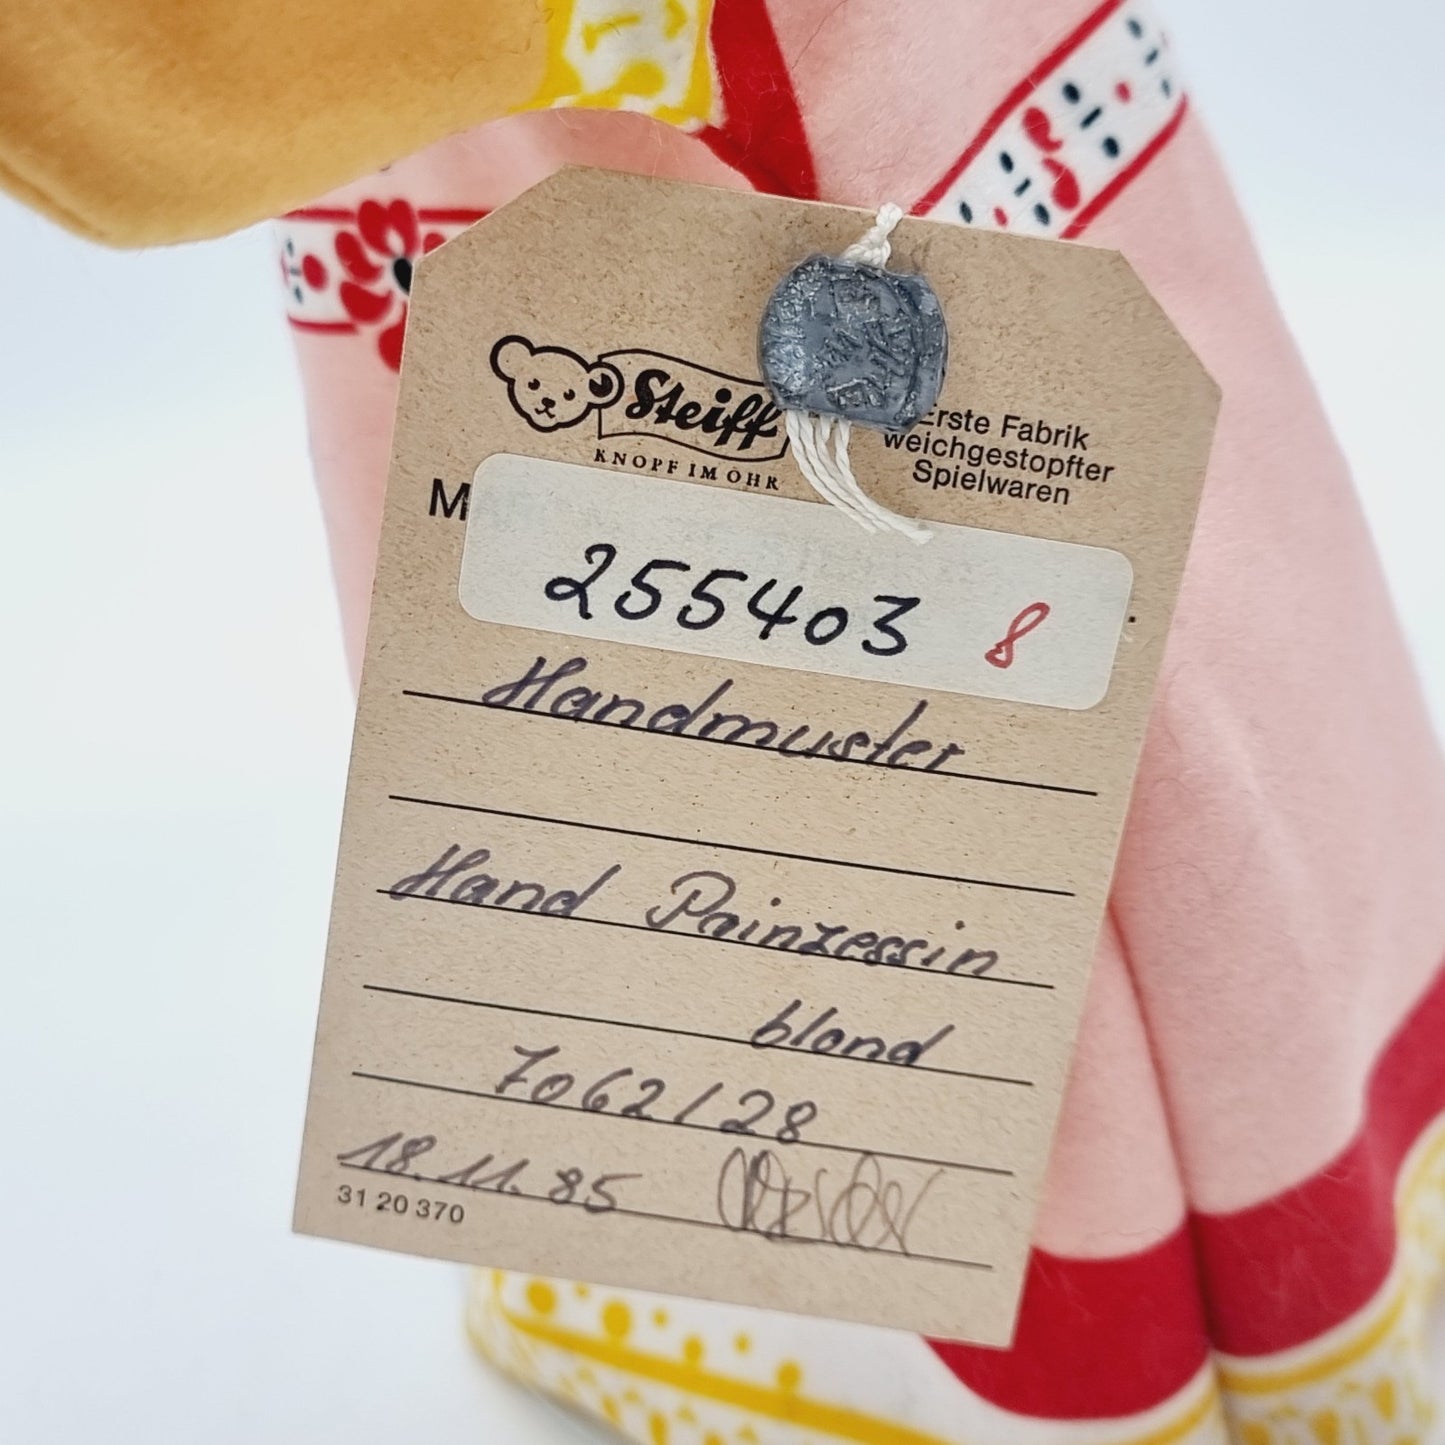 Steiff
KNOPF IM OHR
Erste Fabrik
weichgestopfter
Spielwaren
M
255403 8
Handmuster
Hand Prinzessin
blond
7062/28
18.11.85
31 20 370